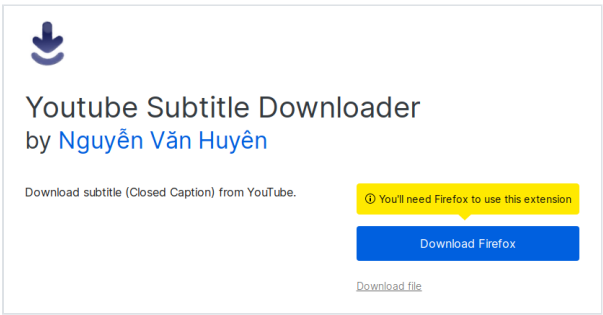 Youtube Subtitle Downloader
by Nguyễn Văn Huyên
Download subtitle (Closed Caption) from YouTube.
You'll need Firefox to use this extension
Download Firefox
Download file